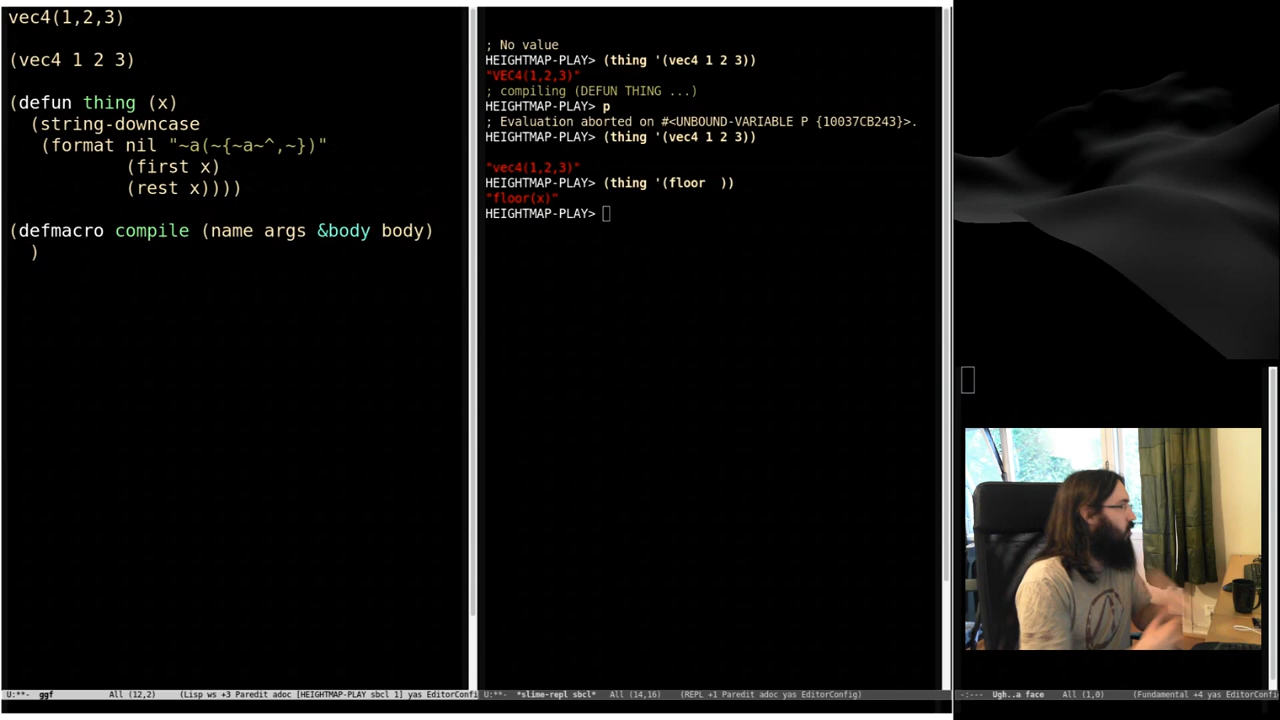 vec4(1,2,3)
(vec4 1 2 3)
(defun thing (x)
(string-downcase
(format nil "~a(~{~a~^,~})"
(first x)
(rest x))))
(defmacro compile (name args &body body)
)
U:**- ggf All (12,2) (Lisp ws +3 Paredit adoc [HEIGHTMAP-PLAY sbcl 1] yas EditorConfi
; No value
HEIGHTMAP-PLAY> (thing '(vec4 1 2 3))
"VEC4(1,2,3)"
; compiling (DEFUN THING ...)
HEIGHTMAP-PLAY> p
; Evaluation aborted on #<UNBOUND-VARIABLE P {10037CB243}>.
HEIGHTMAP-PLAY> (thing '(vec4 1 2 3))
"vec4(1,2,3)"
HEIGHTMAP-PLAY> (thing '(floor  ))
"floor(x)"
HEIGHTMAP-PLAY>
U:**- *slime-repl sbcl* All (14,16) (REPL +1 Paredit adoc yas EditorConfig)
-:--- Ugh..a face All (1,0) (Fundamental +4 yas EditorConfi